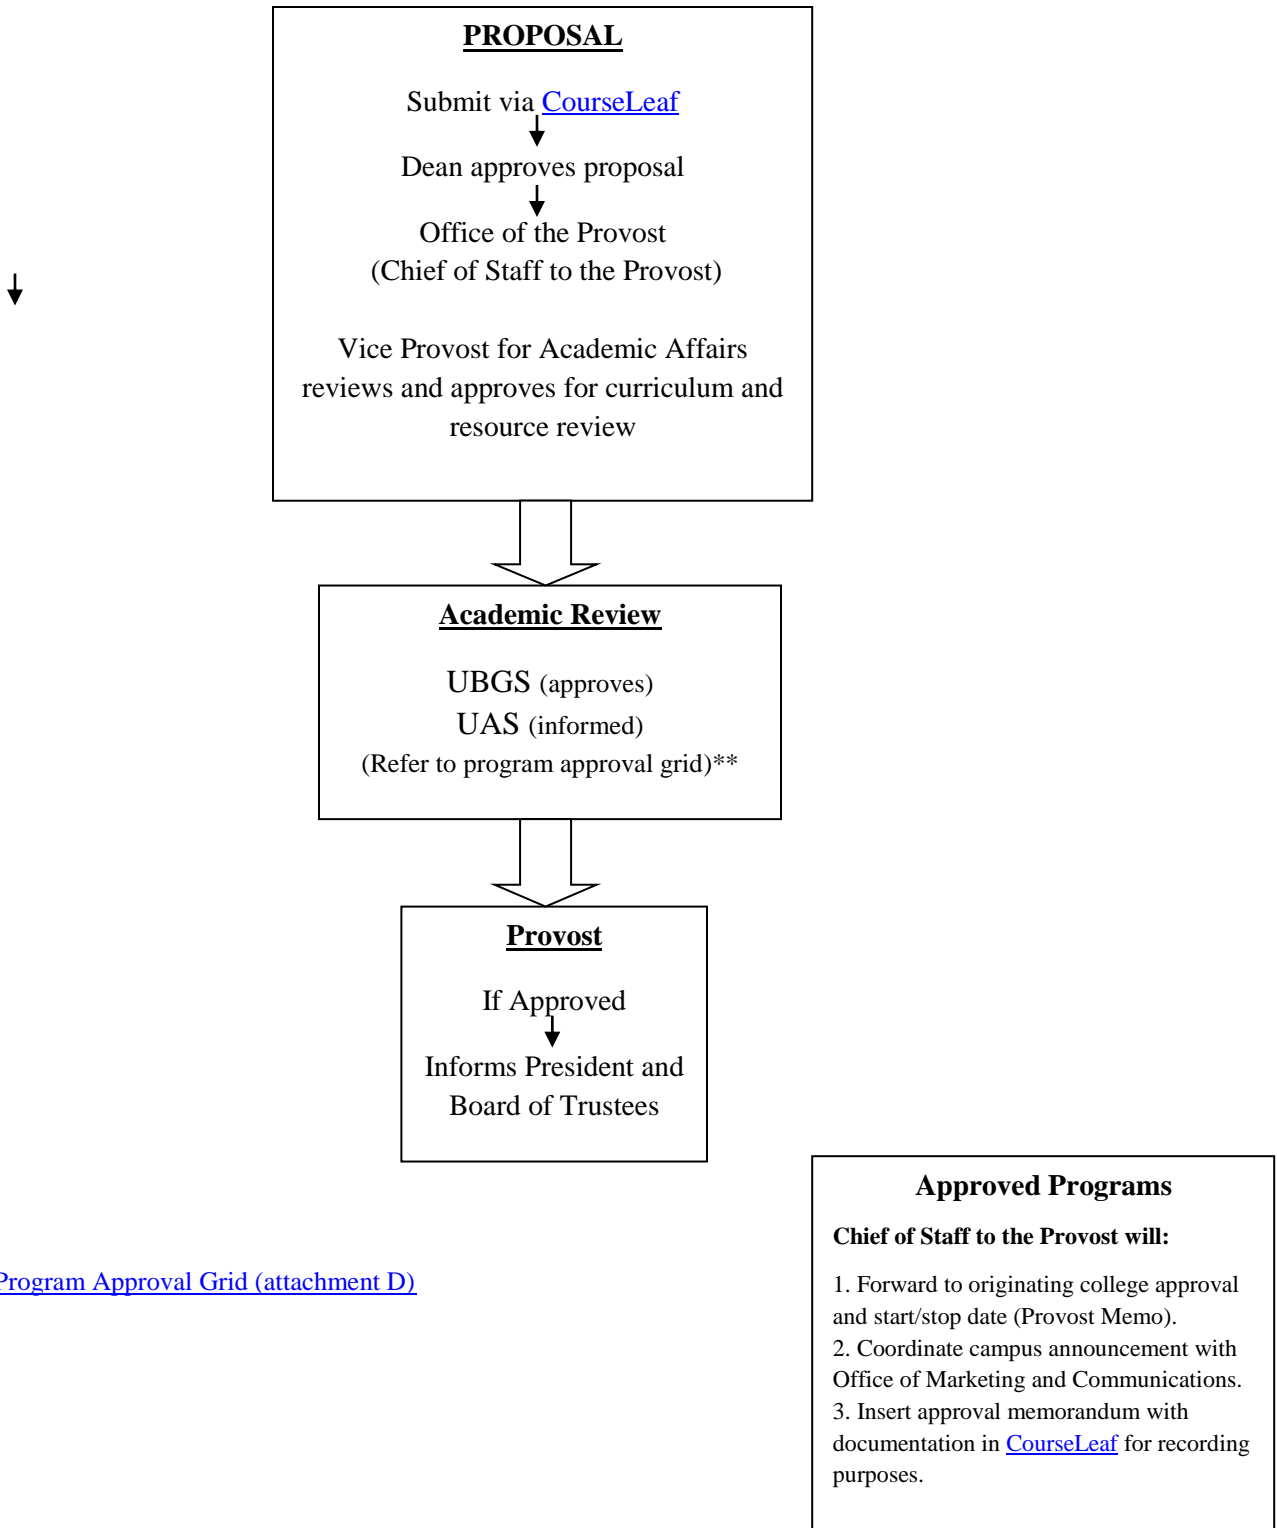 PROPOSAL
Submit via CourseLeaf
Dean approves proposal
Office of the Provost
(Chief of Staff to the Provost)
Vice Provost for Academic Affairs
reviews and approves for curriculum and
resource review
Academic Review
UBGS (approves)
UAS (informed)
(Refer to program approval grid)**
Provost
If Approved
Informs President and
Board of Trustees
Program Approval Grid (attachment D)
Approved Programs
Chief of Staff to the Provost will:
1. Forward to originating college approval
and start/stop date (Provost Memo).
2. Coordinate campus announcement with
Office of Marketing and Communications.
3. Insert approval memorandum with
documentation in CourseLeaf for recording
purposes.